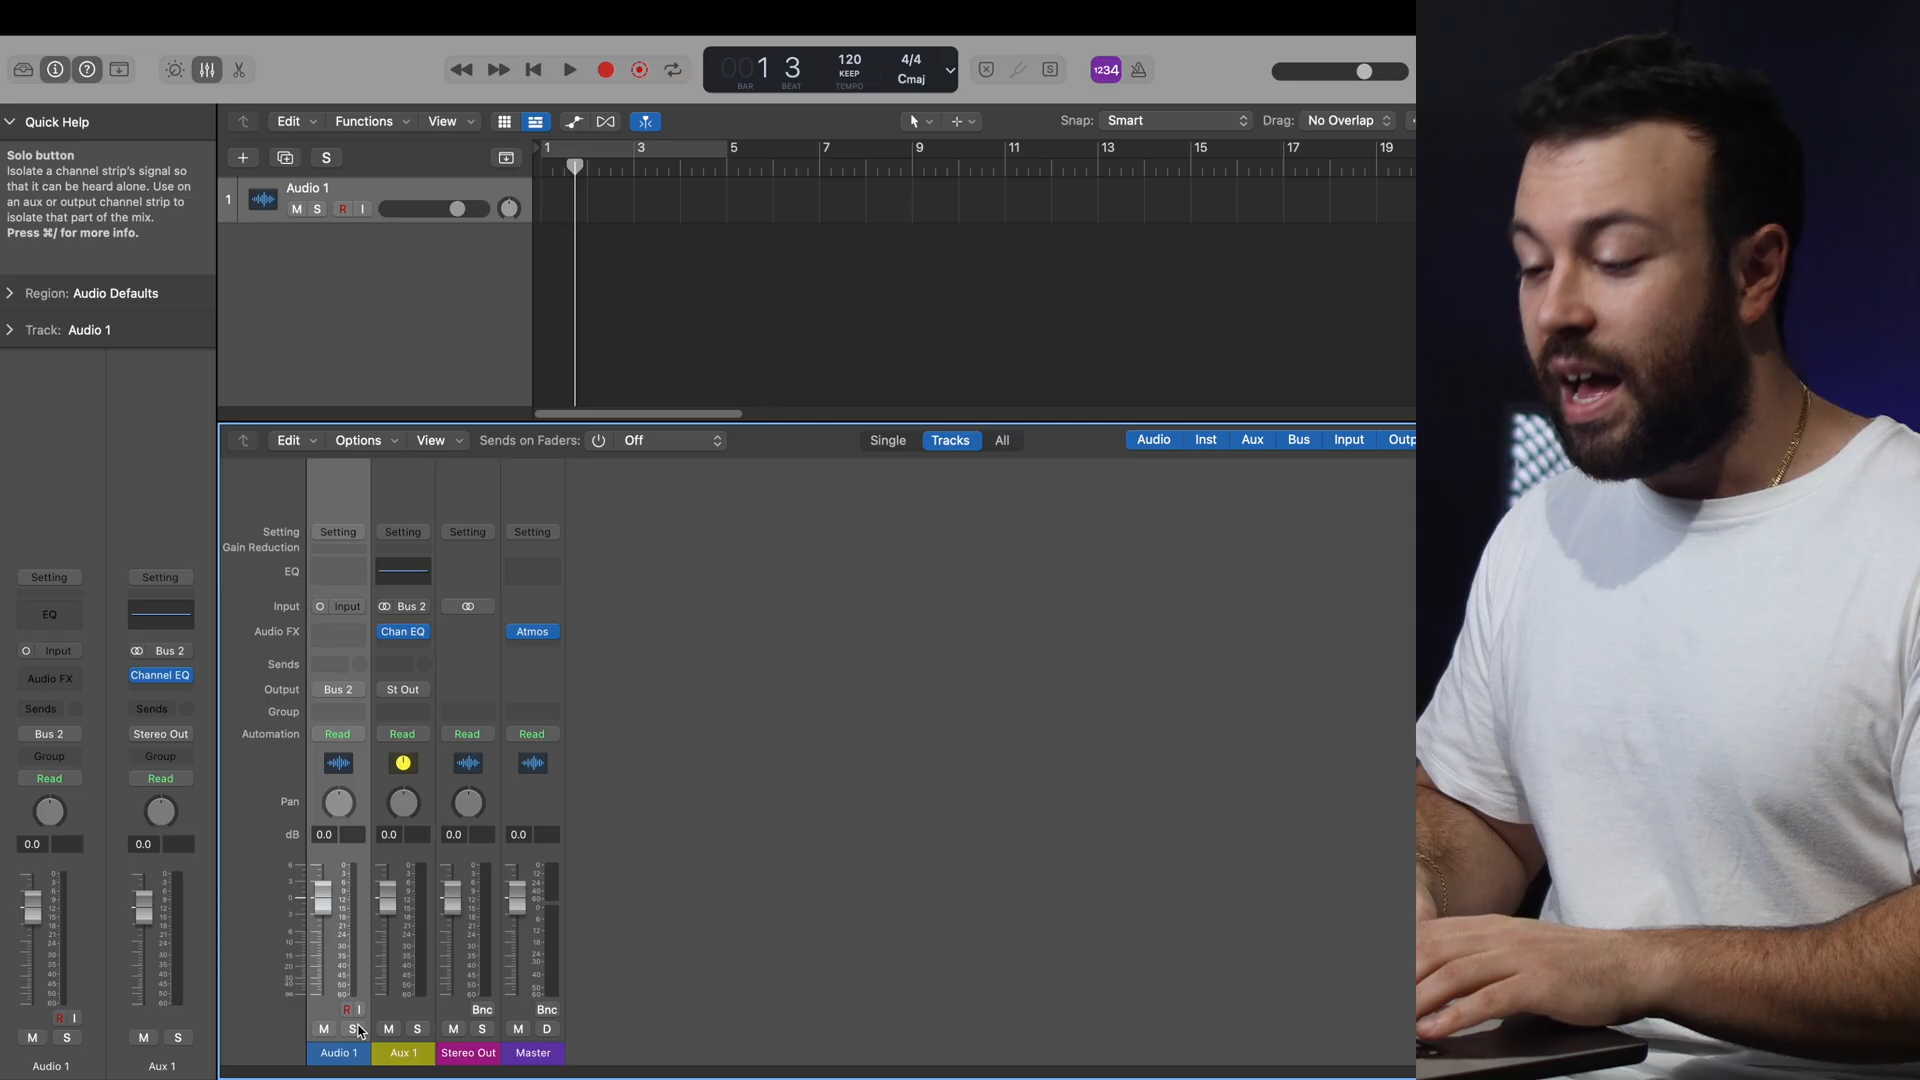 001 3
BAR BEAT
120
KEEP
TEMPO
4/4
Cmaj
1234
Quick Help
Edit Functions View
Snap: Smart
Drag: No Overlap
Solo button
Isolate a channel strip's signal so
that it can be heard alone. Use on
an aux or output channel strip to
isolate that part of the mix.
Press ⌘/ for more info.
S
1 3 5 7 9 11 13 15 17 19
1
Audio 1
M S R I
Region: Audio Defaults
Track: Audio 1
Edit Options View Sends on Faders: Off
Single Tracks All
Audio Inst Aux Bus Input Outp
Setting Setting Setting Setting Setting
Gain Reduction
EQ
Input Input Bus 2
Audio FX Chan EQ Atmos
Sends
Output Bus 2 St Out
Group
Automation Read Read Read Read
Pan
dB 0.0 0.0 0.0 0.0
R I Bnc Bnc
M S M S M S M D
Audio 1 Aux 1 Stereo Out Master
Setting Setting
EQ
Input Bus 2
Audio FX Channel EQ
Sends Sends
Bus 2 Stereo Out
Group Group
Read Read
0.0 0.0
R I
M S M S
Audio 1 Aux 1